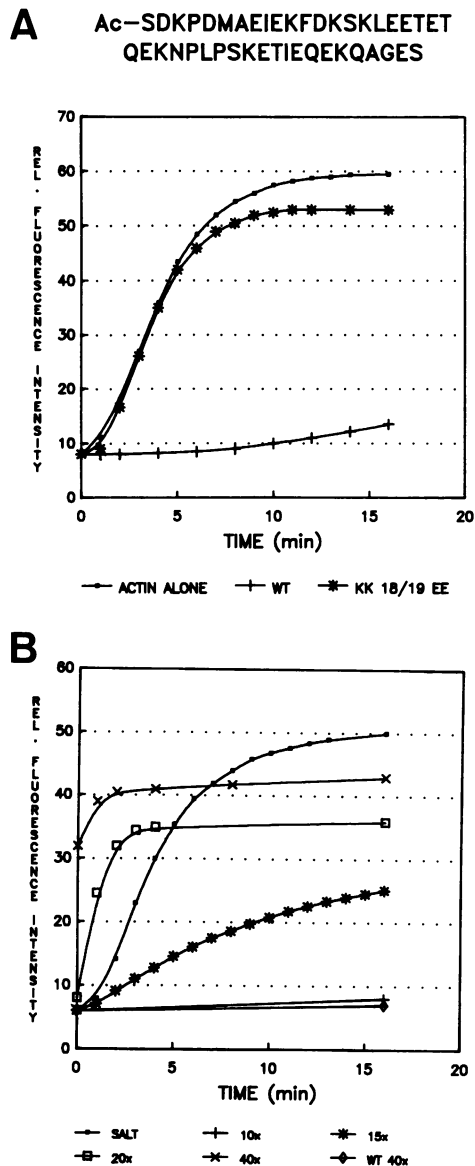 A
Ac-SDKPDMAEIEKFDKSKLEETET
QEKNPLPSKETIEQEKQAGES
REL. FLUORESCENCE INTENSITY
70
60
50
40
30
20
10
0
0 5 10 15 20
TIME (min)
ACTIN ALONE WT KK 18/19 EE
B
REL. FLUORESCENCE INTENSITY
60
50
40
30
20
10
0
0 5 10 15 20
TIME (min)
SALT 10x 15x
20x 40x WT 40x